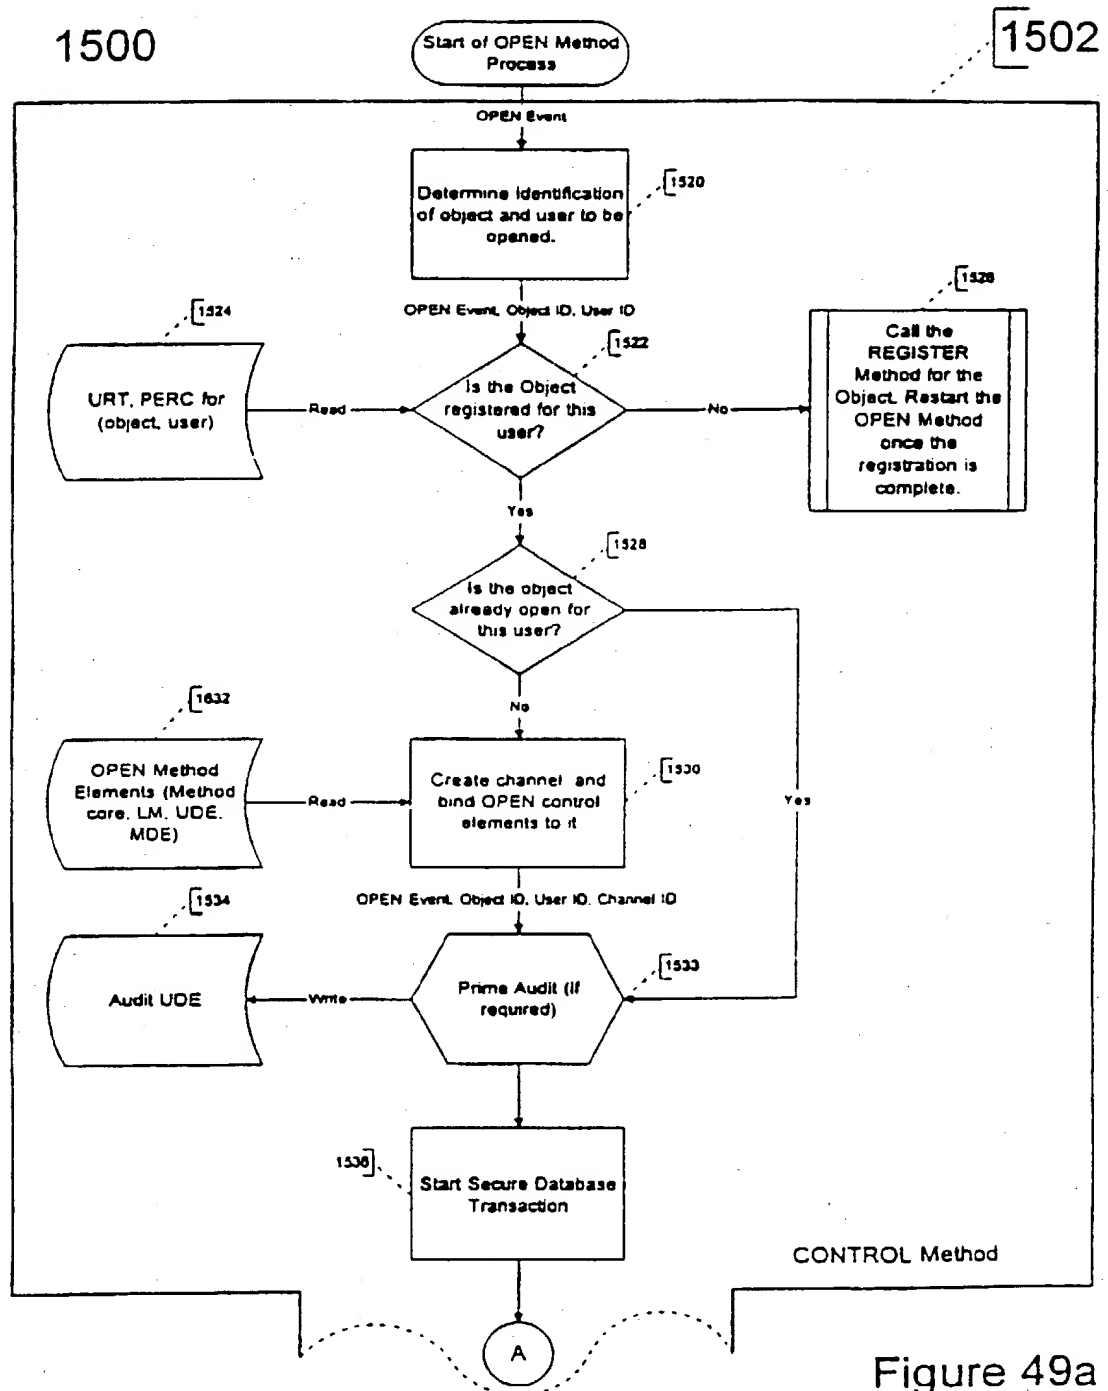 1500
Start of OPEN Method
Process
1502
OPEN Event
Determine Identification
of object and user to be
opened.
1520
OPEN Event, Object ID, User ID
1524
URT, PERC for
(object, user)
Read
1522
Is the Object
registered for this
user?
No
1526
Call the
REGISTER
Method for the
Object. Restart the
OPEN Method
once the
registration is
complete.
Yes
1528
Is the object
already open for
this user?
No
Yes
1632
OPEN Method
Elements (Method
core, LM, UDE,
MDE)
Read
1530
Create channel and
bind OPEN control
elements to it
OPEN Event, Object ID, User ID, Channel ID
1534
Audit UDE
Write
1533
Prime Audit (if
required)
1536
Start Secure Database
Transaction
CONTROL Method
A
Figure 49a